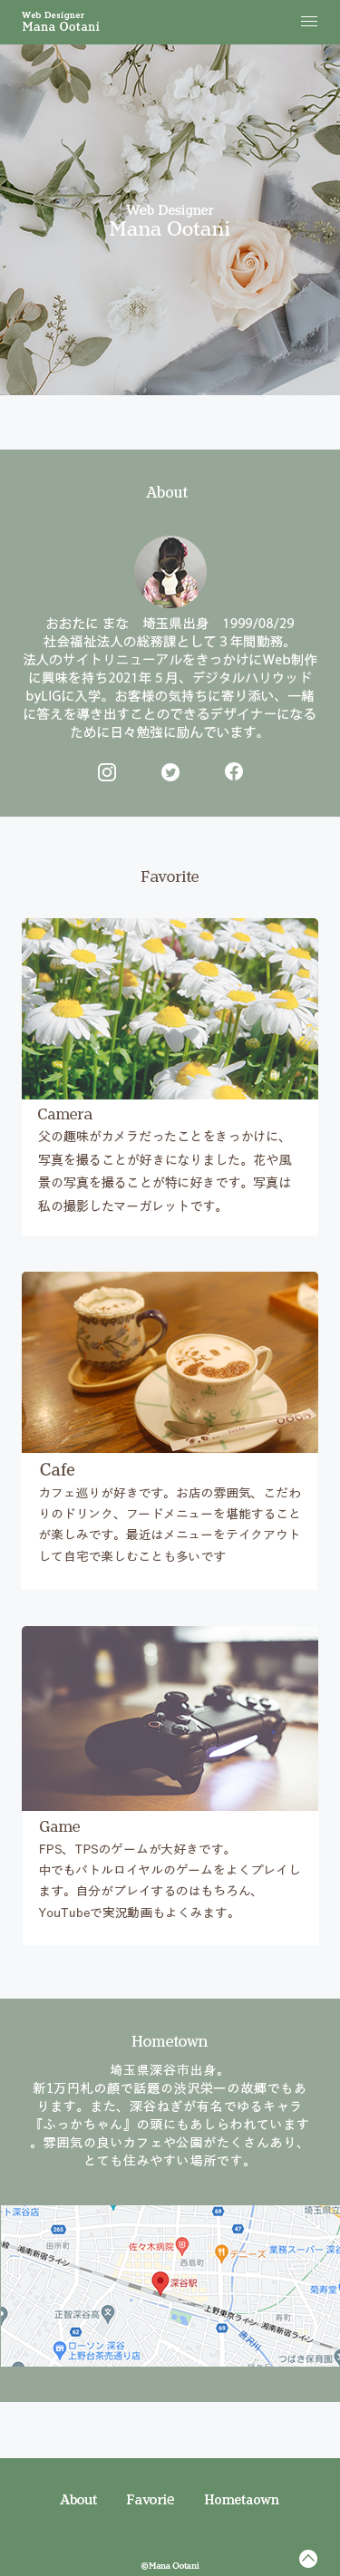 Web Designer
Mana Ootani
Web Designer
Mana Ootani
About
おおたに まな　埼玉県出身　1999/08/29
社会福祉法人の総務課として３年間勤務。
法人のサイトリニューアルをきっかけにWeb制作
に興味を持ち2021年５月、デジタルハリウッド
byLIGに入学。お客様の気持ちに寄り添い、一緒
に答えを導き出すことのできるデザイナーになる
ために日々勉強に励んでいます。
Favorite
Camera
父の趣味がカメラだったことをきっかけに、
写真を撮ることが好きになりました。花や風
景の写真を撮ることが特に好きです。写真は
私の撮影したマーガレットです。
Cafe
カフェ巡りが好きです。お店の雰囲気、こだわ
りのドリンク、フードメニューを堪能すること
が楽しみです。最近はメニューをテイクアウト
して自宅で楽しむことも多いです
Game
FPS、TPSのゲームが大好きです。
中でもバトルロイヤルのゲームをよくプレイし
ます。自分がプレイするのはもちろん、
YouTubeで実況動画もよくみます。
Hometown
埼玉県深谷市出身。
新1万円札の顔で話題の渋沢栄一の故郷でもあ
ります。また、深谷ねぎが有名でゆるキャラ
『ふっかちゃん』の頭にもあしらわれています
。雰囲気の良いカフェや公園がたくさんあり、
とても住みやすい場所です。
ート深谷店
69
埼玉県立
265
田所町
佐々木病院
47
業務スーパー 深谷
線
湘南新宿ライン
西島町
デニーズ
深谷駅
菊寿堂
正智深谷高
上野東京ライン
寿町
湘南新宿ライン
62
69
ローソン 深谷
上野台茶売通り店
唐沢川
つばき保育園
About
Favorie
Hometaown
©Mana Ootani